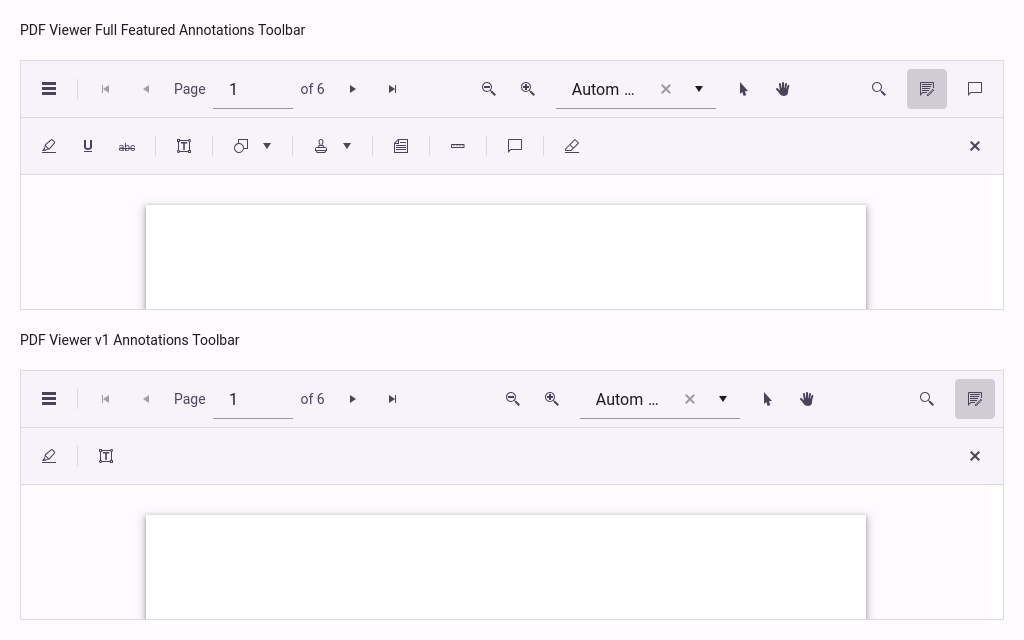 PDF Viewer Full Featured Annotations Toolbar
Page 1 of 6 Autom ...
U abc T
PDF Viewer v1 Annotations Toolbar
Page 1 of 6 Autom ...
T